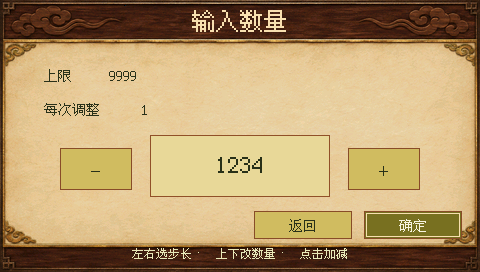 输入数量
上限 9999
每次调整 1
- 1234 +
返回 确定
左右选步长 · 上下改数量 · 点击加减